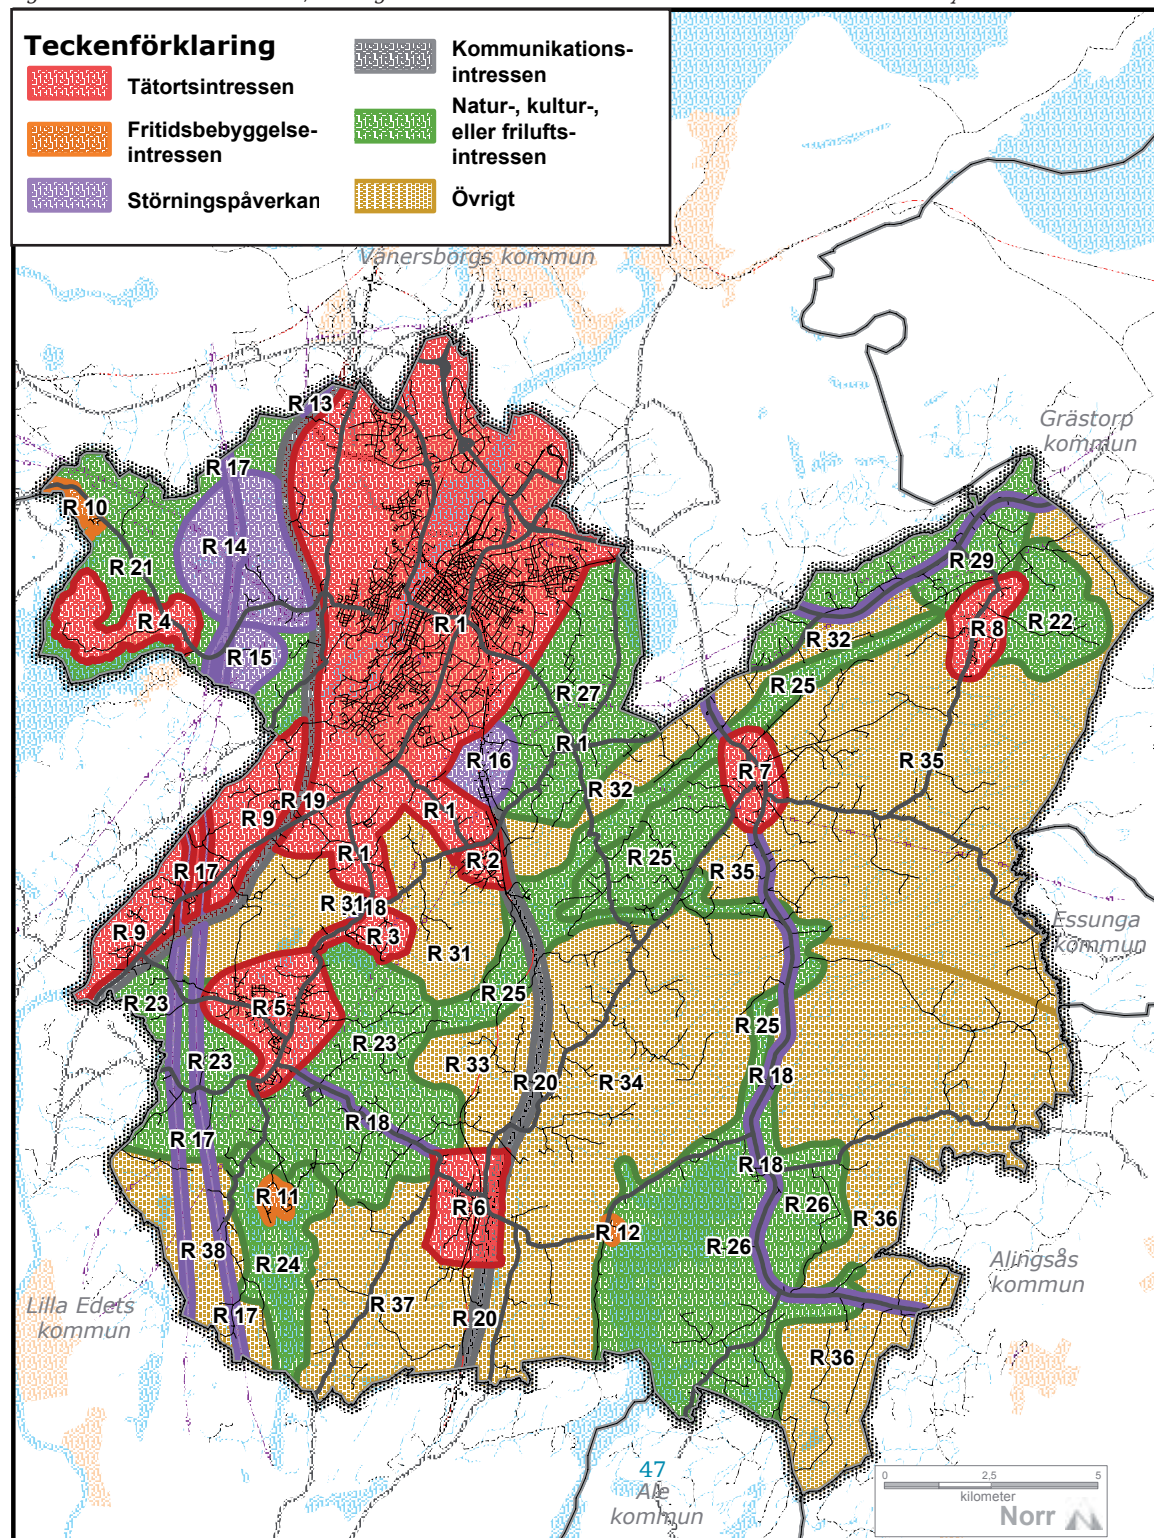 Teckenförklaring
Tätortsintressen
Fritidsbebyggelse-
intressen
Störningspåverkan
Kommunikations-
intressen
Natur-, kultur-,
eller frilufts-
intressen
Övrigt
Vänersborgs kommun
Grästorp
kommun
R 13
R 17
R 10
R 14
R 21
R 29
R 4
R 1
R 8
R 22
R 32
R 15
R 25
R 27
R 1
R 16
R 7
R 35
R 32
R 19
R 9
R 1
R 1
R 2
R 25
R 17
R 35
R 31
18
R 9
R 3
Essunga
kommun
R 31
R 25
R 23
R 5
R 25
R 23
R 23
R 33
R 20
R 34
R 18
R 18
R 17
R 18
R 11
R 6
R 26
R 36
R 12
R 26
R 38
R 24
Alingsås
kommun
Lilla Edets
kommun
R 37
R 17
R 20
R 36
47
Ale
kommun
0
2,5
5
kilometer
Norr